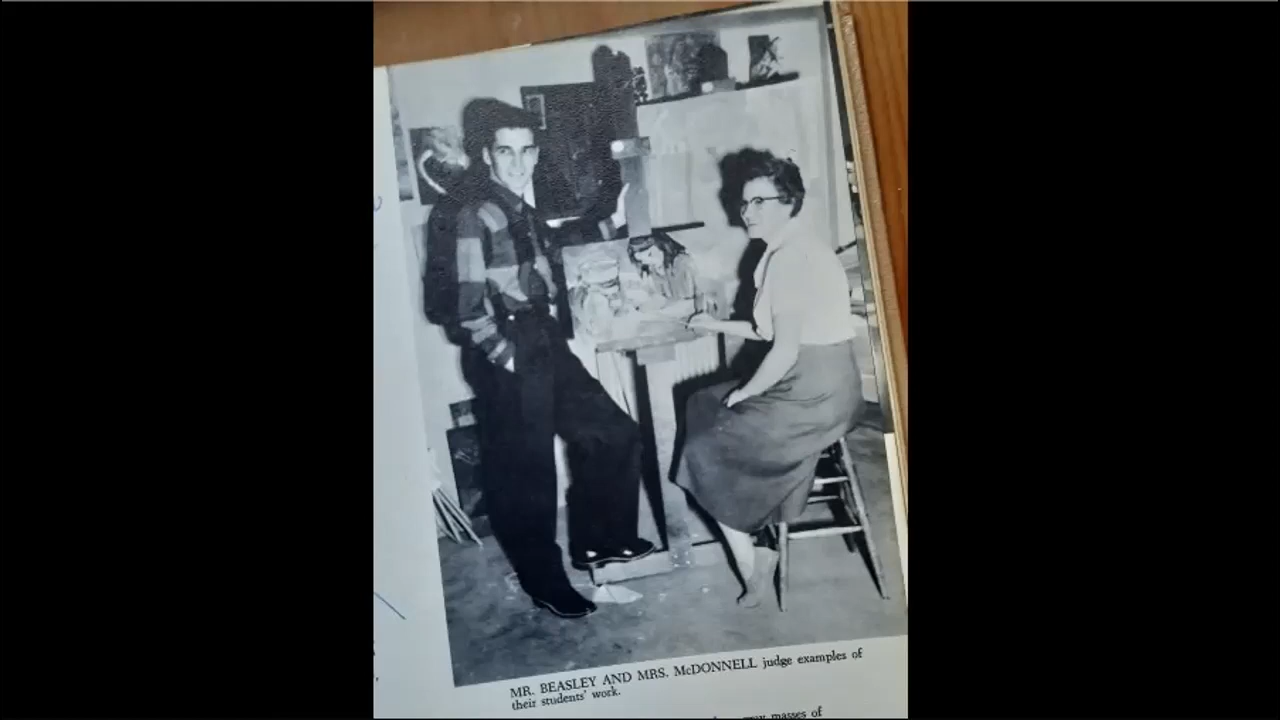 MR. BEASLEY AND MRS. McDONNELL judge examples of
their students' work.
masses of